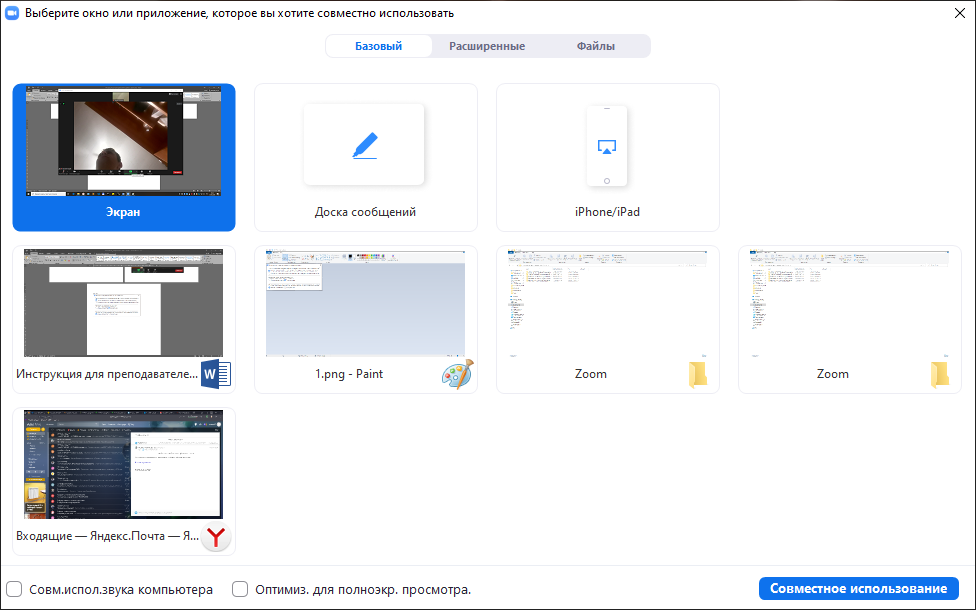 Выберите окно или приложение, которое вы хотите совместно использовать
Базовый
Расширенные
Файлы
Экран
Доска сообщений
iPhone/iPad
Инструкция для преподавателе...
W
1.png - Paint
Zoom
Zoom
Входящие — Яндекс.Почта — Я...
Совм.испол.звука компьютера
Оптимиз. для полноэкр. просмотра.
Совместное использование